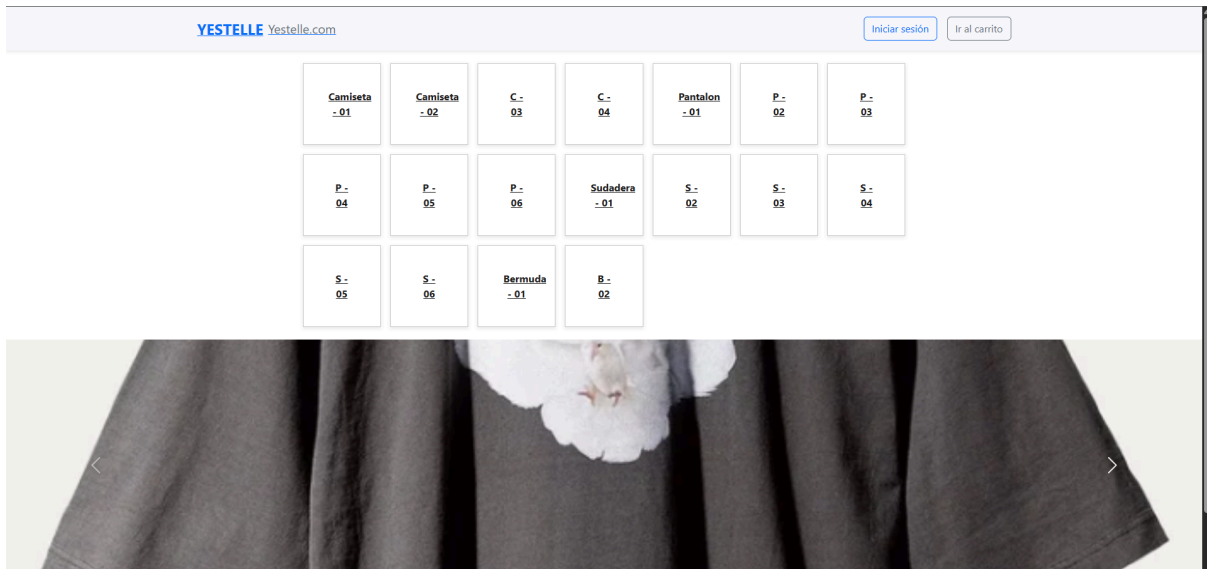 YESTELLE Yestelle.com Iniciar sesión Ir al carrito
Camiseta Camiseta C - C - Pantalon P - P -
- 01 - 02 03 04 - 01 02 03
P - P - P - Sudadera S - S - S -
04 05 06 - 01 02 03 04
S - S - Bermuda B -
05 06 - 01 02